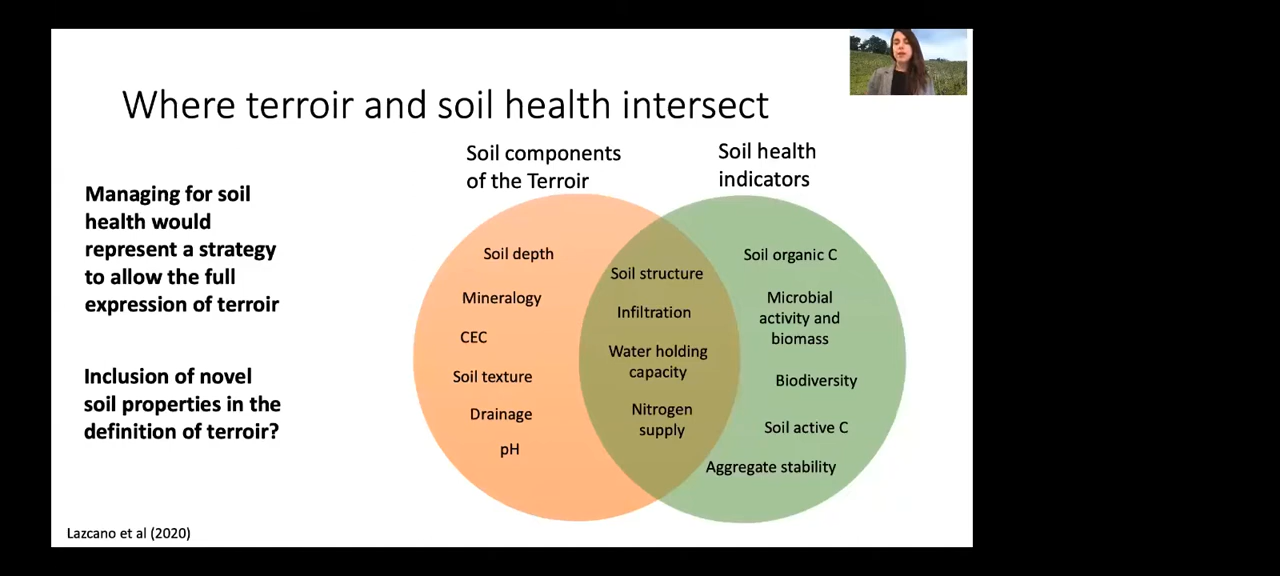 Where terroir and soil health intersect
Managing for soil
health would
represent a strategy
to allow the full
expression of terroir
Inclusion of novel
soil properties in the
definition of terroir?
Soil components
of the Terroir
Soil health
indicators
Soil depth
Mineralogy
CEC
Soil texture
Drainage
pH
Soil structure
Infiltration
Water holding
capacity
Nitrogen
supply
Soil organic C
Microbial
activity and
biomass
Biodiversity
Soil active C
Aggregate stability
Lazcano et al (2020)